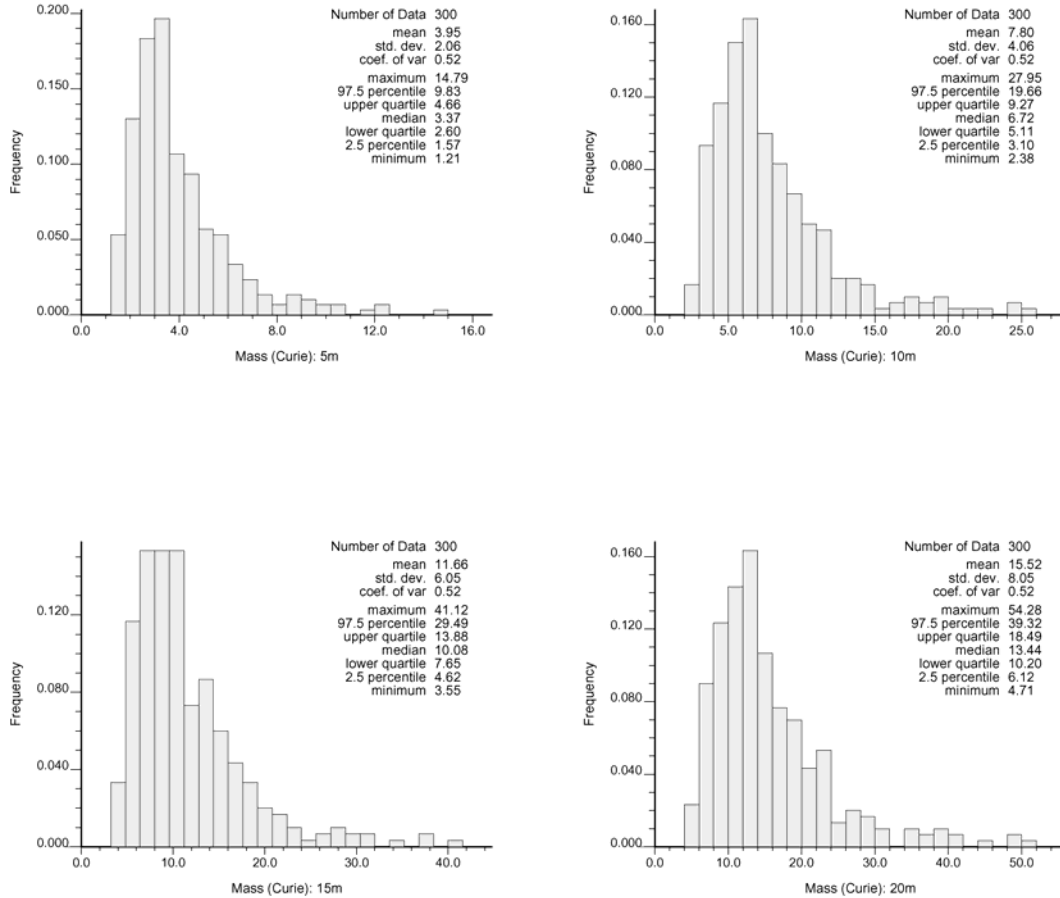 Number of Data 300
mean 3.95
std. dev. 2.06
coef. of var 0.52
maximum 14.79
97.5 percentile 9.83
upper quartile 4.66
median 3.37
lower quartile 2.60
2.5 percentile 1.57
minimum 1.21
Frequency
0.200
0.150
0.100
0.050
0.000
0.0 4.0 8.0 12.0 16.0
Mass (Curie): 5m
Number of Data 300
mean 7.80
std. dev. 4.06
coef. of var 0.52
maximum 27.95
97.5 percentile 19.66
upper quartile 9.27
median 6.72
lower quartile 5.11
2.5 percentile 3.10
minimum 2.38
Frequency
0.160
0.120
0.080
0.040
0.000
0.0 5.0 10.0 15.0 20.0 25.0
Mass (Curie): 10m
Number of Data 300
mean 11.66
std. dev. 6.05
coef. of var 0.52
maximum 41.12
97.5 percentile 29.49
upper quartile 13.88
median 10.08
lower quartile 7.65
2.5 percentile 4.62
minimum 3.55
Frequency
0.120
0.080
0.040
0.000
0.0 10.0 20.0 30.0 40.0
Mass (Curie): 15m
Number of Data 300
mean 15.52
std. dev. 8.05
coef. of var 0.52
maximum 54.28
97.5 percentile 39.32
upper quartile 18.49
median 13.44
lower quartile 10.20
2.5 percentile 6.12
minimum 4.71
Frequency
0.160
0.120
0.080
0.040
0.000
0.0 10.0 20.0 30.0 40.0 50.0
Mass (Curie): 20m